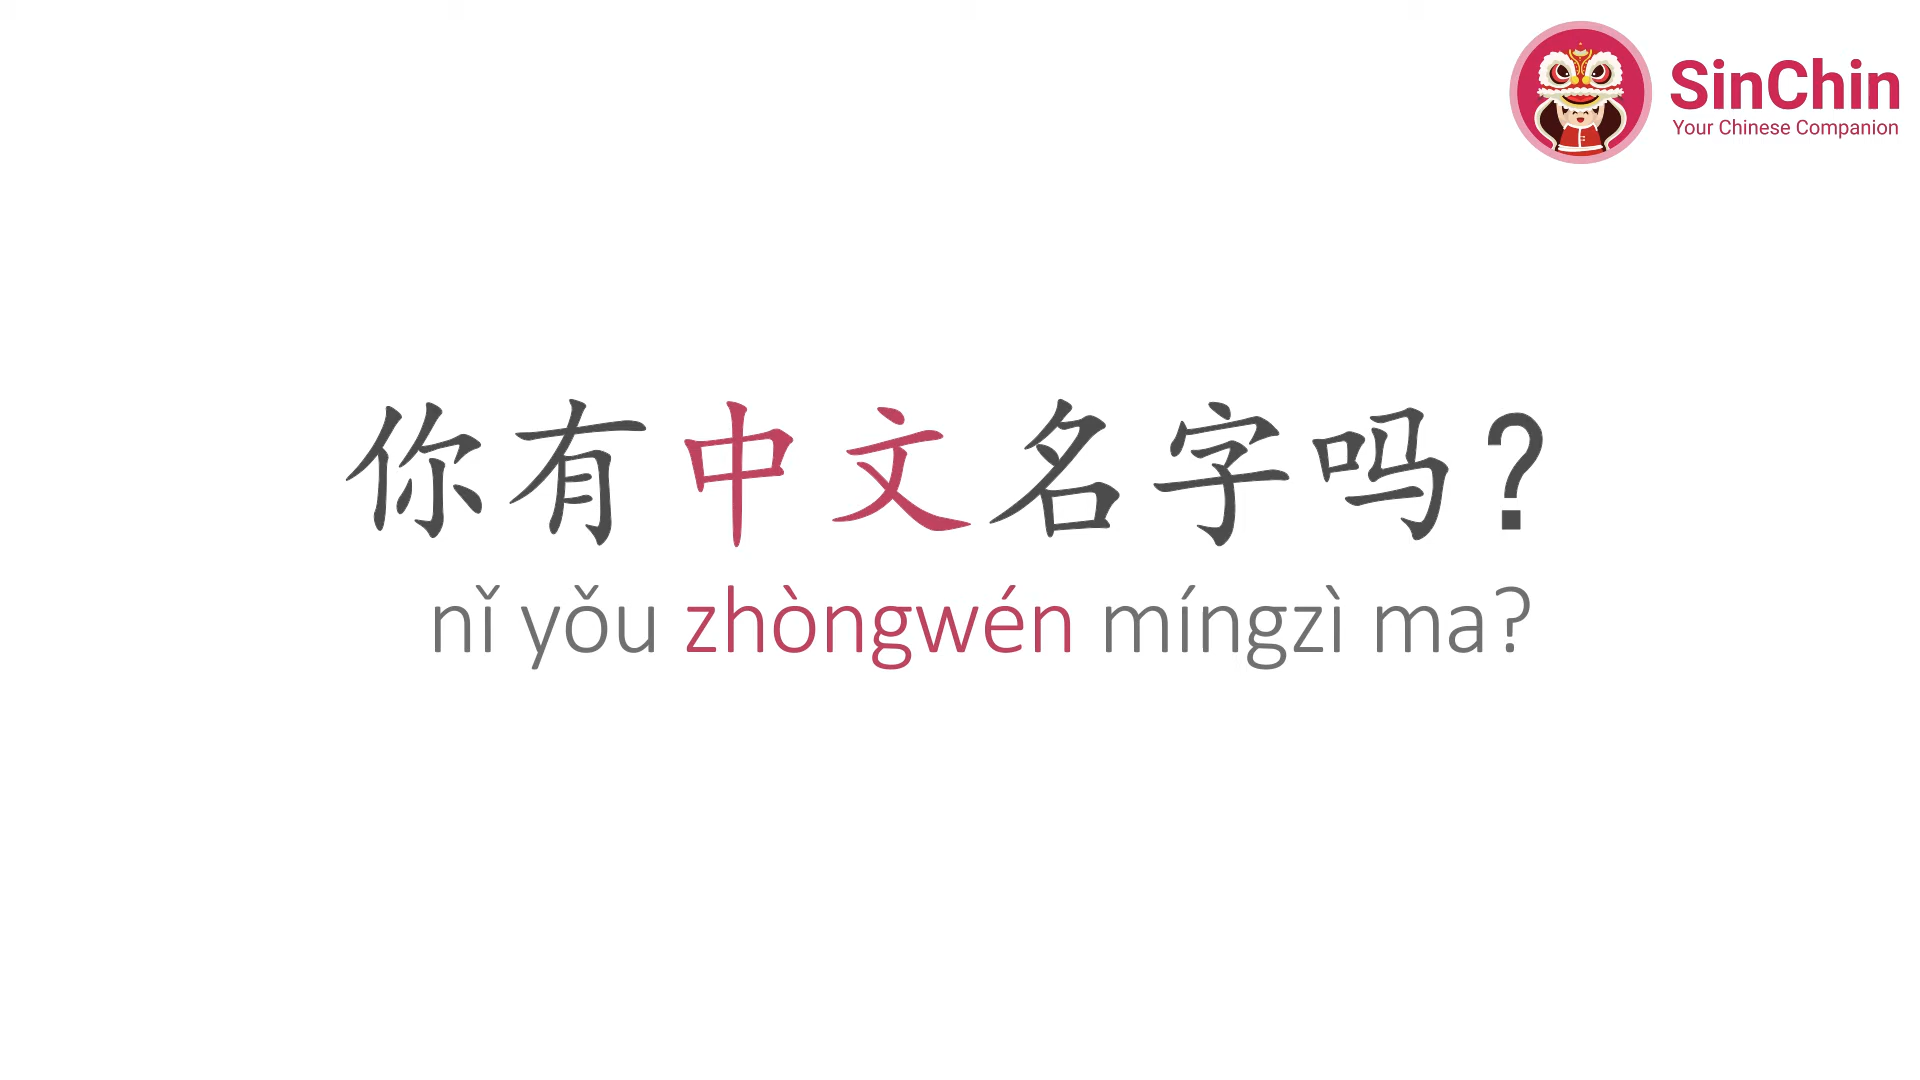 SinChin
Your Chinese Companion
你有中文名字吗?
nǐ yǒu zhòngwén míngzì ma?